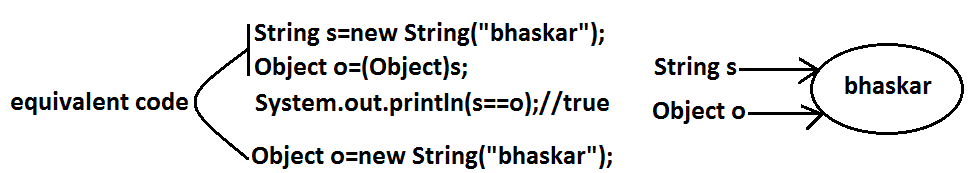 String s=new String("bhaskar");
Object o=(Object)s;
equivalent code
System.out.println(s==o);//true
Object o=new String("bhaskar");
String s
Object o
bhaskar